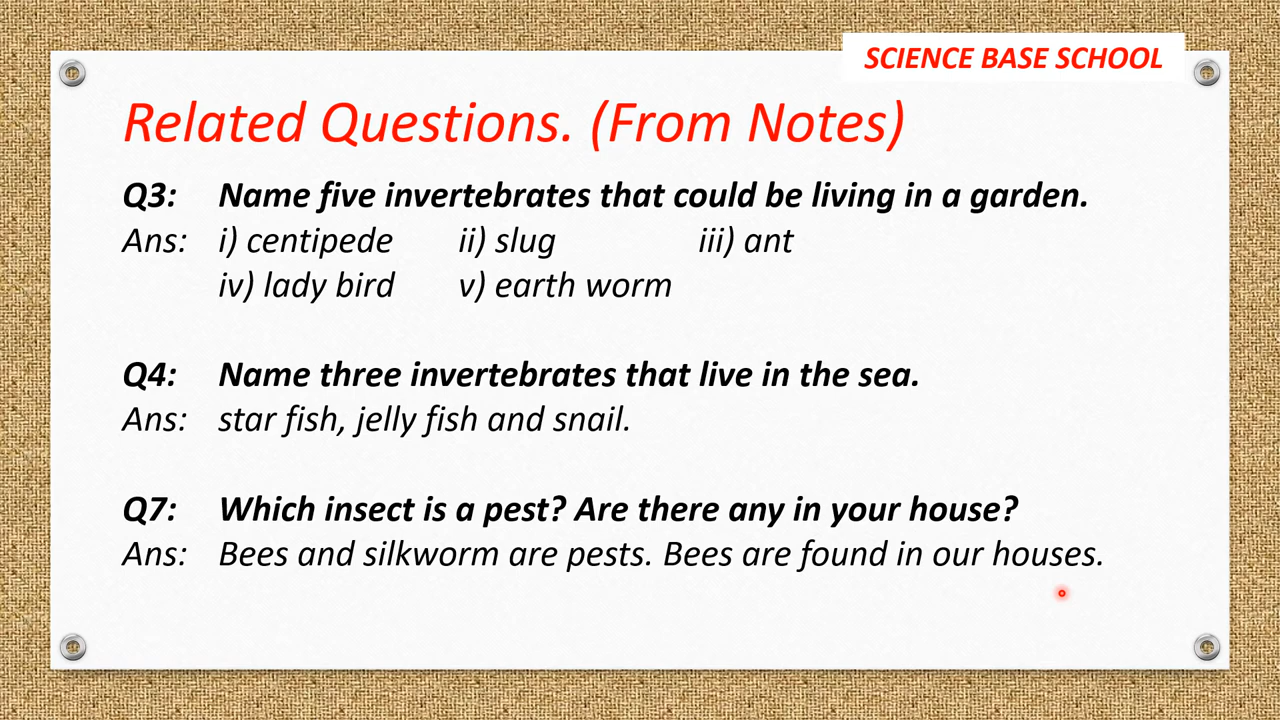 SCIENCE BASE SCHOOL
Related Questions. (From Notes)
Q3: Name five invertebrates that could be living in a garden.
Ans: i) centipede ii) slug iii) ant
iv) lady bird v) earth worm
Q4: Name three invertebrates that live in the sea.
Ans: star fish, jelly fish and snail.
Q7: Which insect is a pest? Are there any in your house?
Ans: Bees and silkworm are pests. Bees are found in our houses.